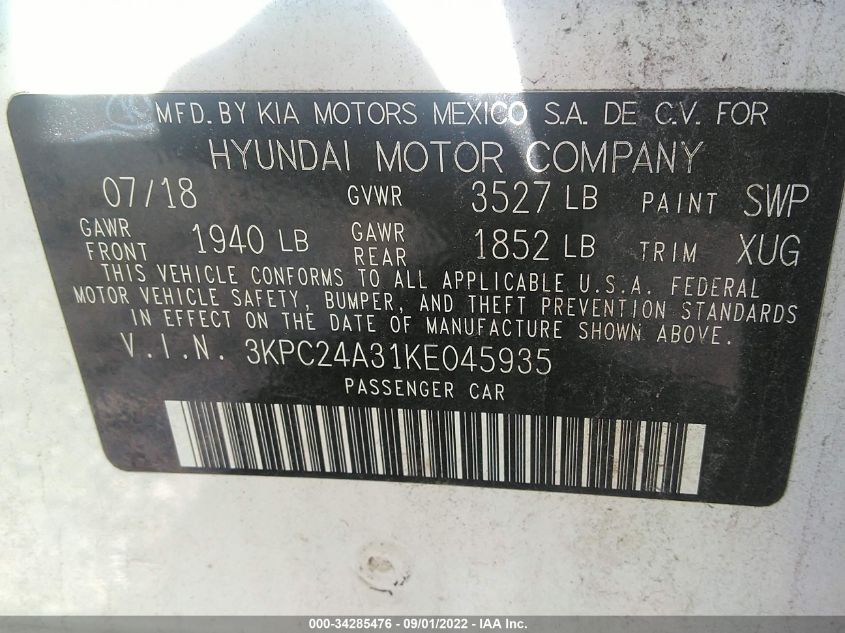 MFD. BY KIA MOTORS MEXICO S.A. DE C.V. FOR
HYUNDAI MOTOR COMPANY
07/18 GVWR 3527 LB PAINT SWP
GAWR FRONT 1940 LB GAWR REAR 1852 LB TRIM XUG
THIS VEHICLE CONFORMS TO ALL APPLICABLE U.S.A. FEDERAL
MOTOR VEHICLE SAFETY, BUMPER, AND THEFT PREVENTION STANDARDS
IN EFFECT ON THE DATE OF MANUFACTURE SHOWN ABOVE.
V.I.N. 3KPC24A31KE045935
PASSENGER CAR
000-34285476 - 09/01/2022 - IAA Inc.